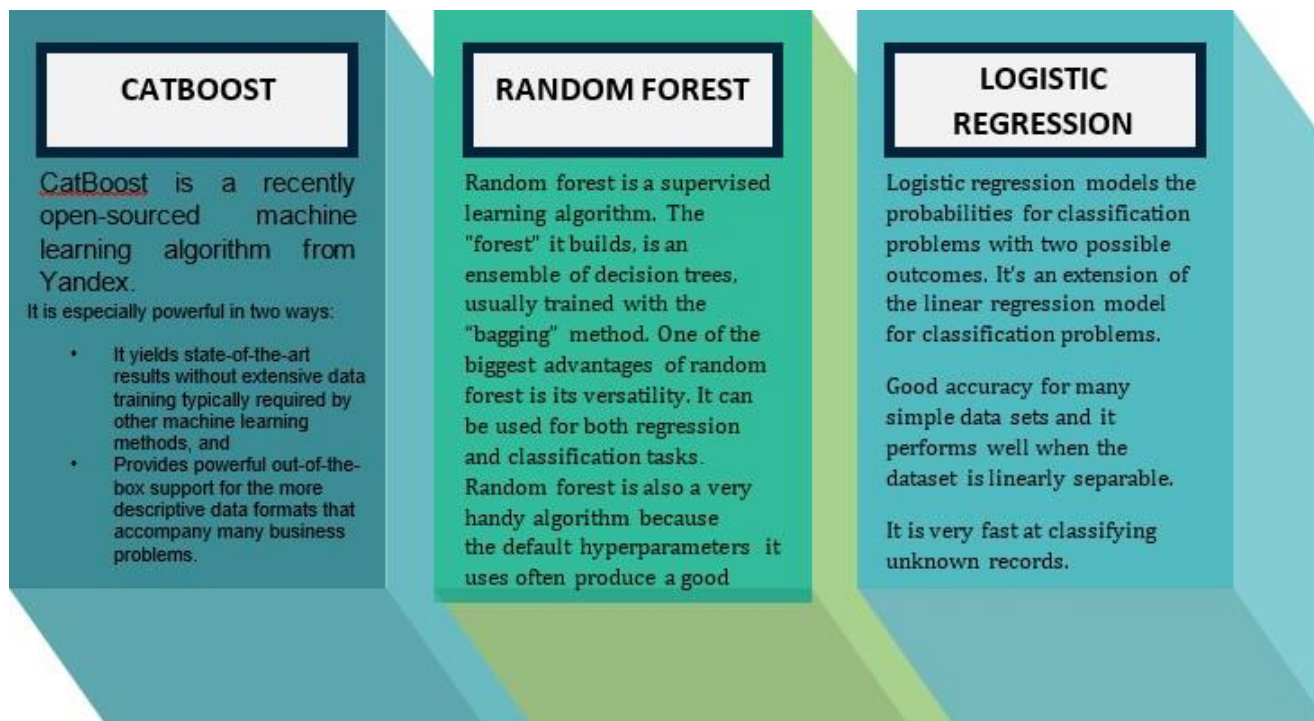 CATBOOST
CatBoost is a recently
open-sourced machine
learning algorithm from
Yandex.
It is especially powerful in two ways:
• It yields state-of-the-art
results without extensive data
training typically required by
other machine learning
methods, and
• Provides powerful out-of-the-
box support for the more
descriptive data formats that
accompany many business
problems.
RANDOM FOREST
Random forest is a supervised
learning algorithm. The
"forest" it builds, is an
ensemble of decision trees,
usually trained with the
“bagging” method. One of the
biggest advantages of random
forest is its versatility. It can
be used for both regression
and classification tasks.
Random forest is also a very
handy algorithm because
the default hyperparameters it
uses often produce a good
LOGISTIC
REGRESSION
Logistic regression models the
probabilities for classification
problems with two possible
outcomes. It's an extension of
the linear regression model
for classification problems.
Good accuracy for many
simple data sets and it
performs well when the
dataset is linearly separable.
It is very fast at classifying
unknown records.